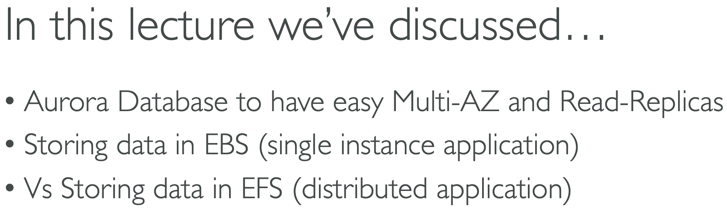 In this lecture we've discussed…
• Aurora Database to have easy Multi-AZ and Read-Replicas
• Storing data in EBS (single instance application)
• Vs Storing data in EFS (distributed application)